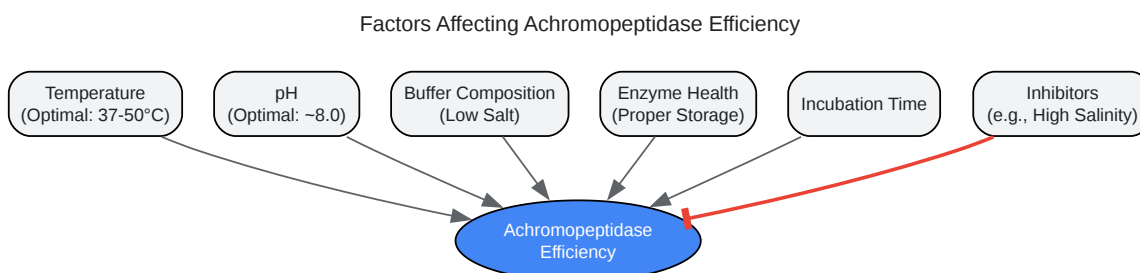 Factors Affecting Achromopeptidase Efficiency
Temperature
(Optimal: 37-50°C)
pH
(Optimal: ~8.0)
Buffer Composition
(Low Salt)
Enzyme Health
(Proper Storage)
Incubation Time
Inhibitors
(e.g., High Salinity)
Achromopeptidase
Efficiency